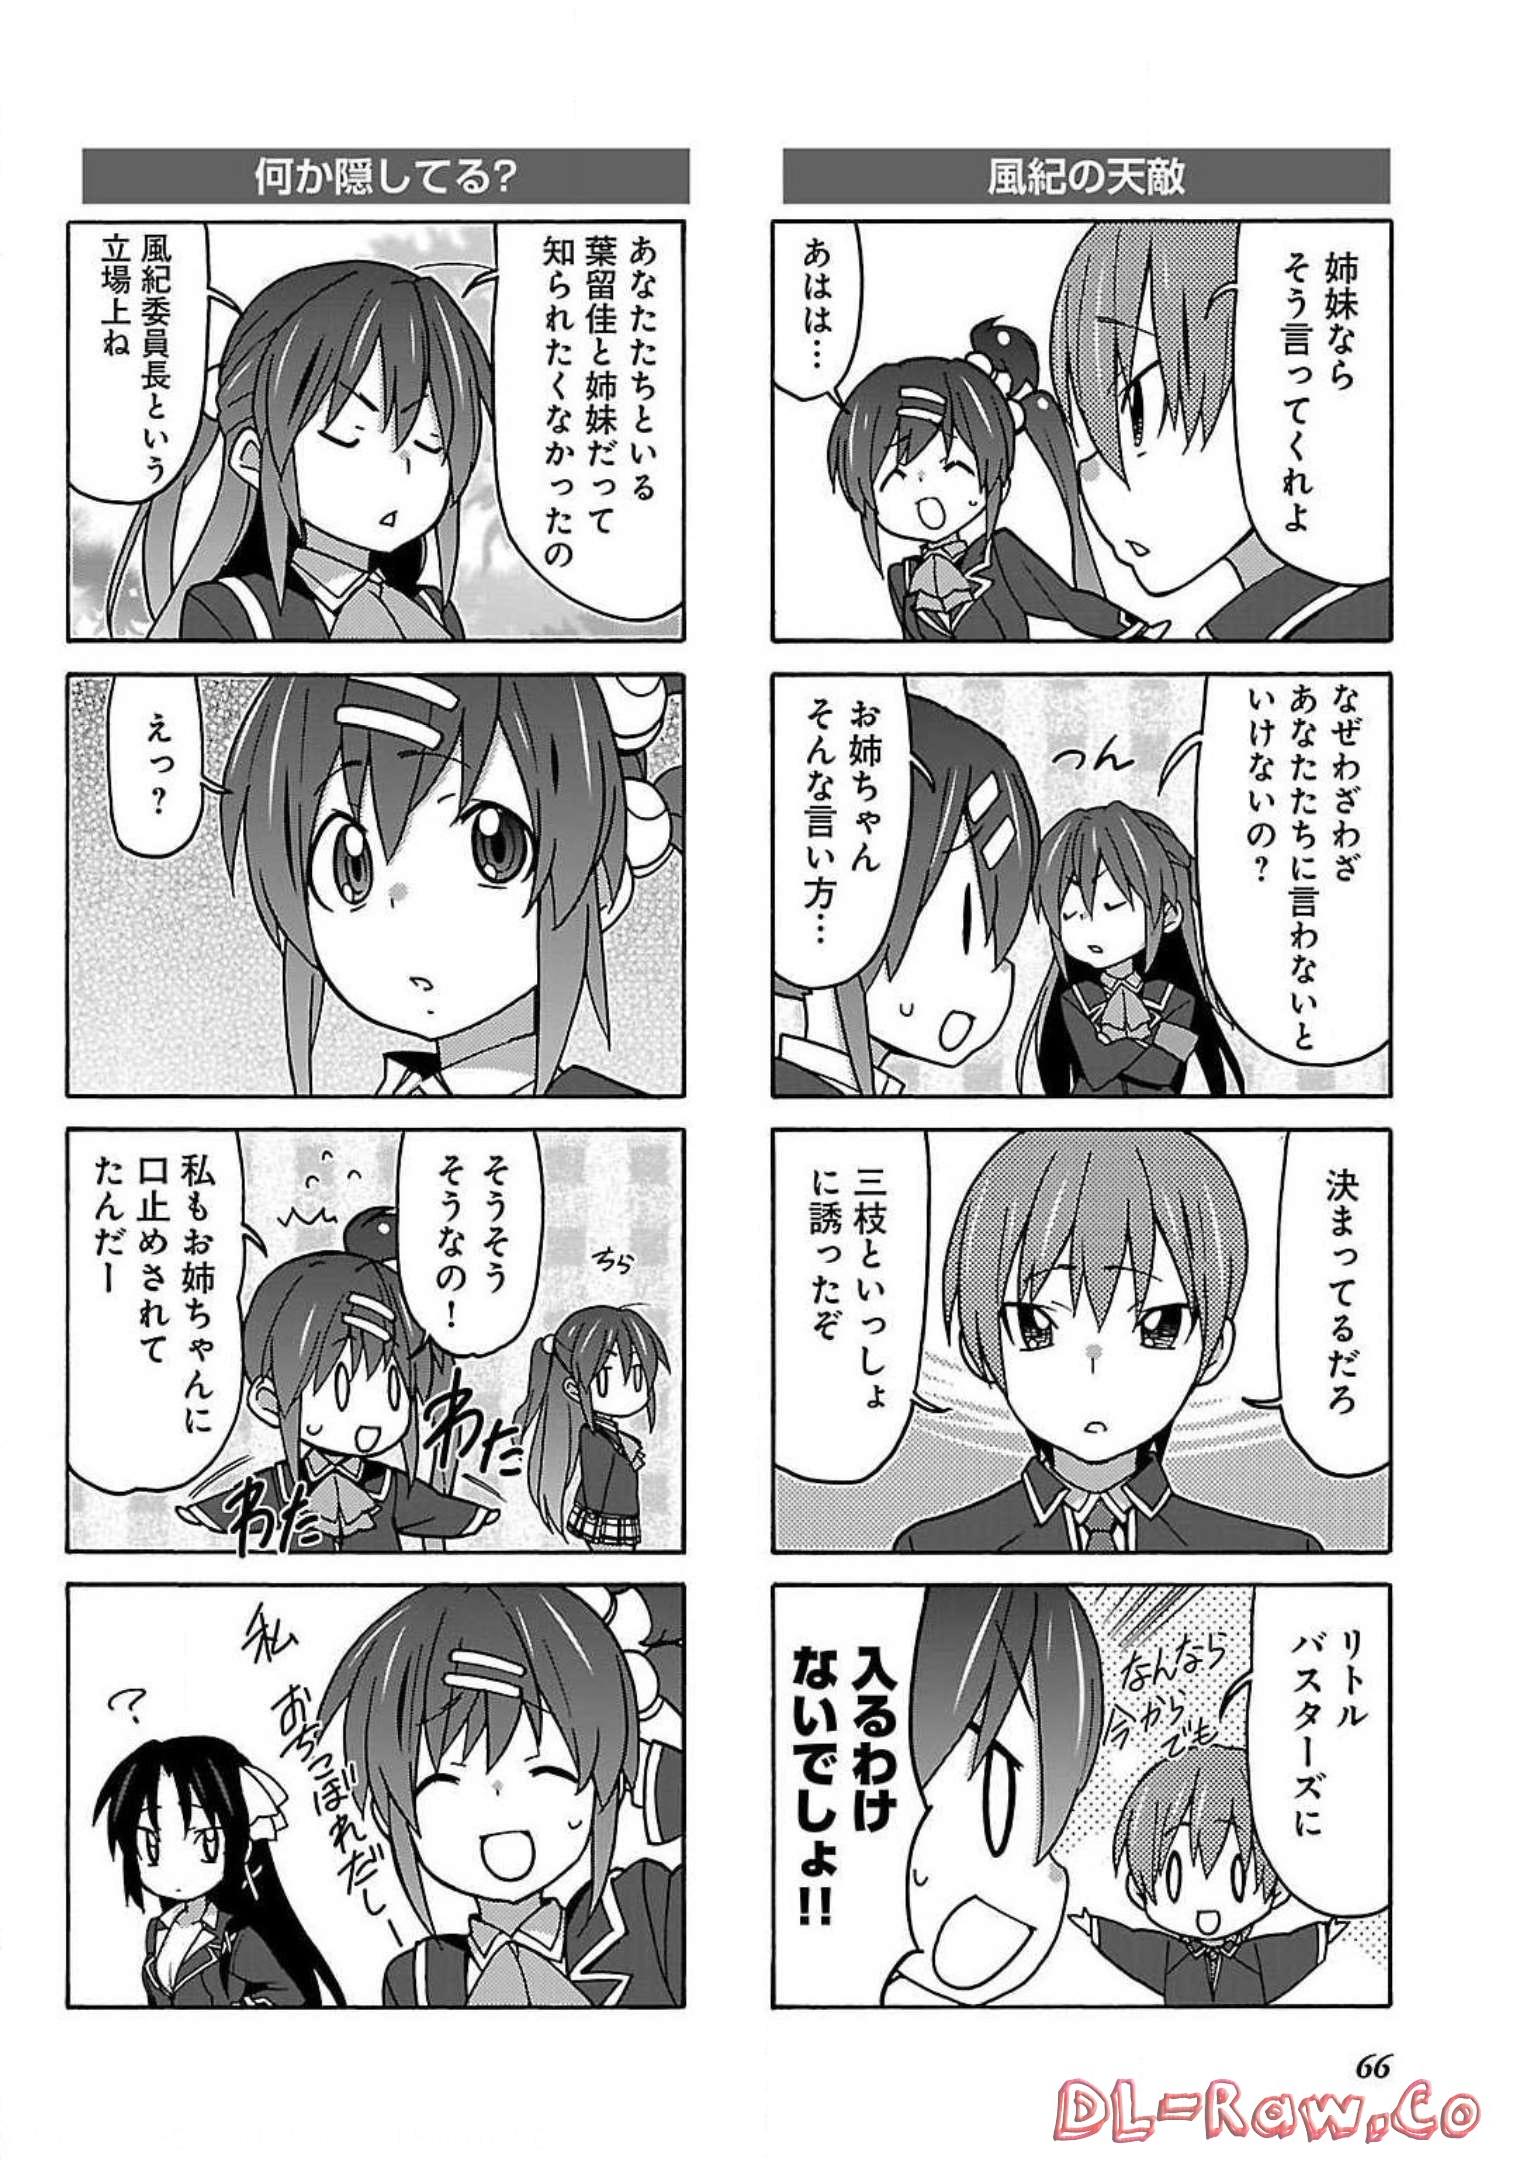 風紀の天敵
姉妹なら
そう言ってくれよ
あはは…
なぜわざわざ
あなたたちに言わないと
いけないの？
つん
お姉ちゃん
そんな言い方…
決まってるだろ
三枝といっしょ
に誘ったぞ
リトル
バスターズに
なんなら
今から
でも
入るわけ
ないでしょ!!
何か隠してる？
あなたたちといる
葉留佳と姉妹だって
知られたくなかったの
風紀委員長という
立場上ね
えっ？
ちら
そうそう
そうなの！
わた
わた
私もお姉ちゃんに
口止めされて
たんだー
私
おちこぼれだしー
？
66
DL-Raw.Co